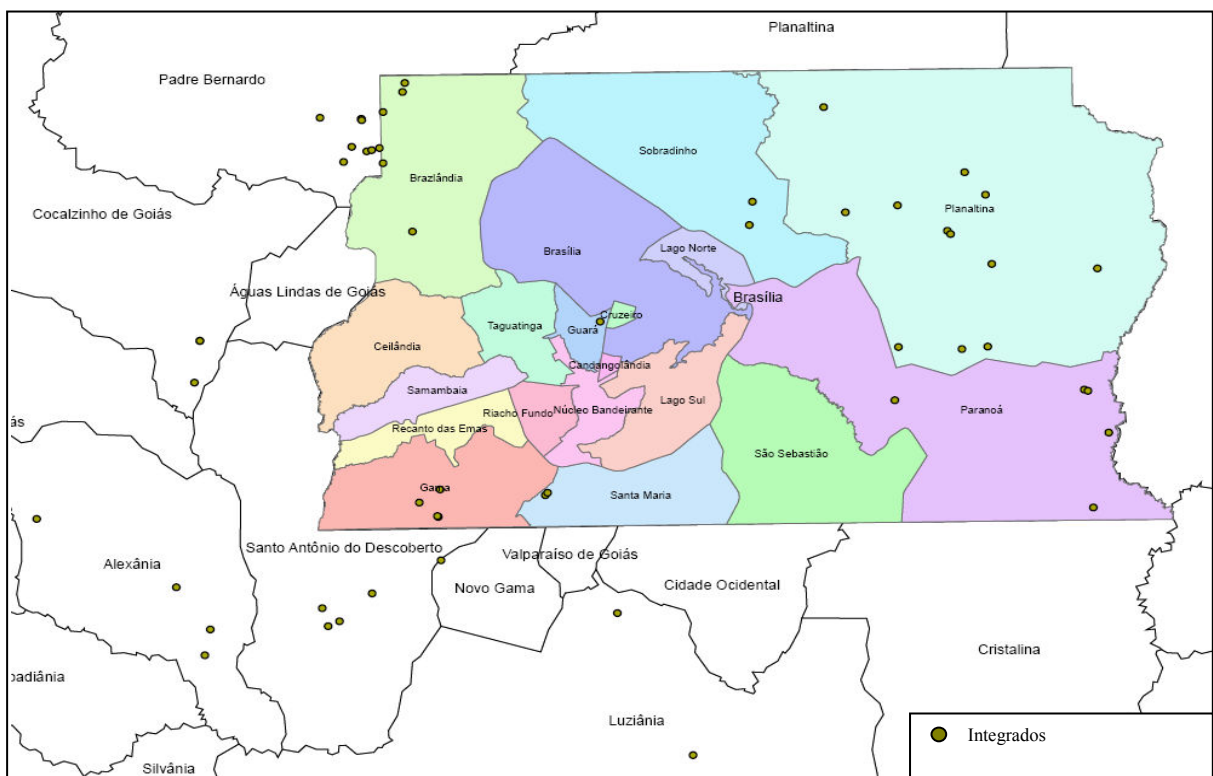 Planaltina
Padre Bernardo
Sobradinho
Brazlândia
Cocalzinho de Goiás
Planaltina
Brasília
Lago Norte
Águas Lindas de Goiás
Brasília
Cruzeiro
Taguatinga
Guará
Ceilândia
Candangolândia
Samambaia
Lago Sul
Riacho Fundo
Núcleo Bandeirante
Paranoá
ás
Recanto das Emas
São Sebastião
Gama
Santa Maria
Santo Antônio do Descoberto
Valparaíso de Goiás
Alexânia
Novo Gama
Cidade Ocidental
Cristalina
badiânia
Luziânia
Integrados
Silvânia